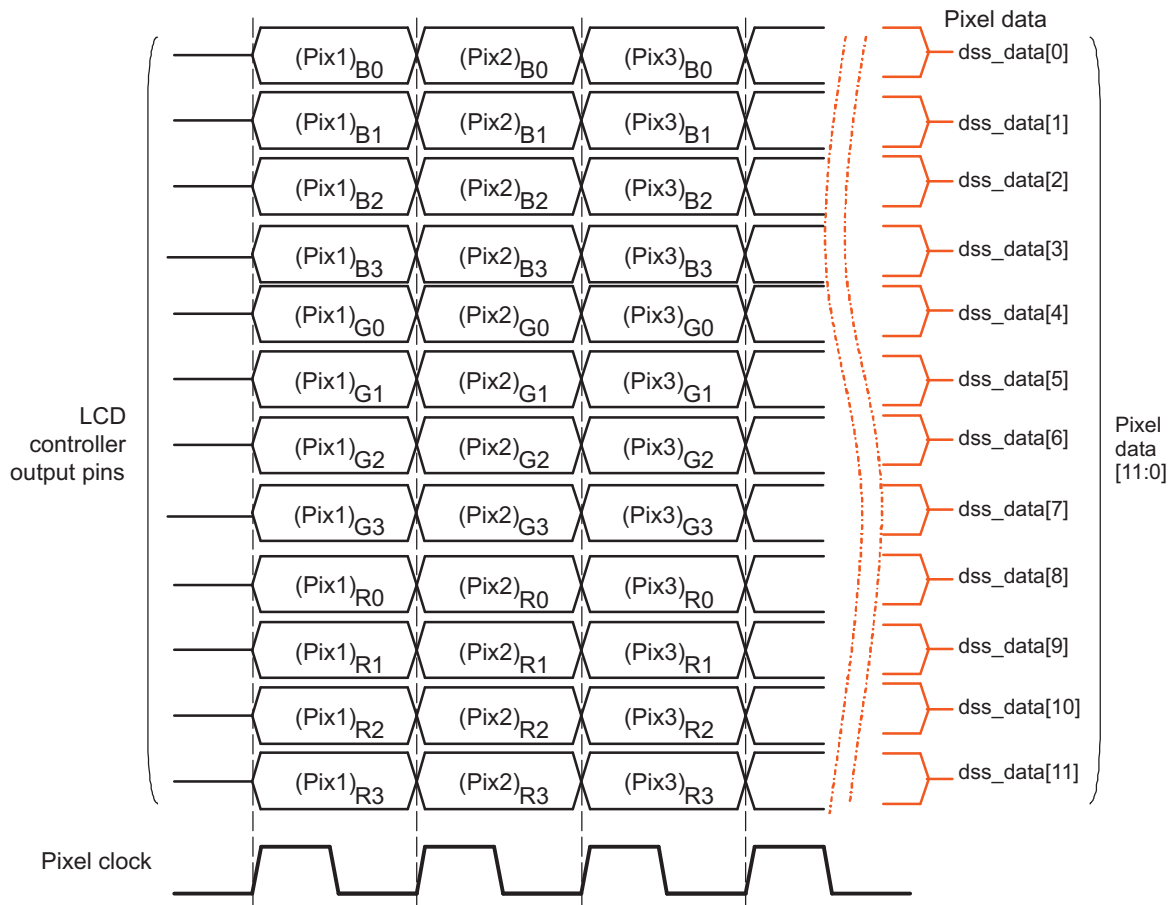 Pixel data
(Pix1)B0 (Pix2)B0 (Pix3)B0 dss_data[0]
(Pix1)B1 (Pix2)B1 (Pix3)B1 dss_data[1]
(Pix1)B2 (Pix2)B2 (Pix3)B2 dss_data[2]
(Pix1)B3 (Pix2)B3 (Pix3)B3 dss_data[3]
(Pix1)G0 (Pix2)G0 (Pix3)G0 dss_data[4]
(Pix1)G1 (Pix2)G1 (Pix3)G1 dss_data[5]
(Pix1)G2 (Pix2)G2 (Pix3)G2 dss_data[6]
(Pix1)G3 (Pix2)G3 (Pix3)G3 dss_data[7]
(Pix1)R0 (Pix2)R0 (Pix3)R0 dss_data[8]
(Pix1)R1 (Pix2)R1 (Pix3)R1 dss_data[9]
(Pix1)R2 (Pix2)R2 (Pix3)R2 dss_data[10]
(Pix1)R3 (Pix2)R3 (Pix3)R3 dss_data[11]
LCD
controller
output pins
Pixel
data
[11:0]
Pixel clock